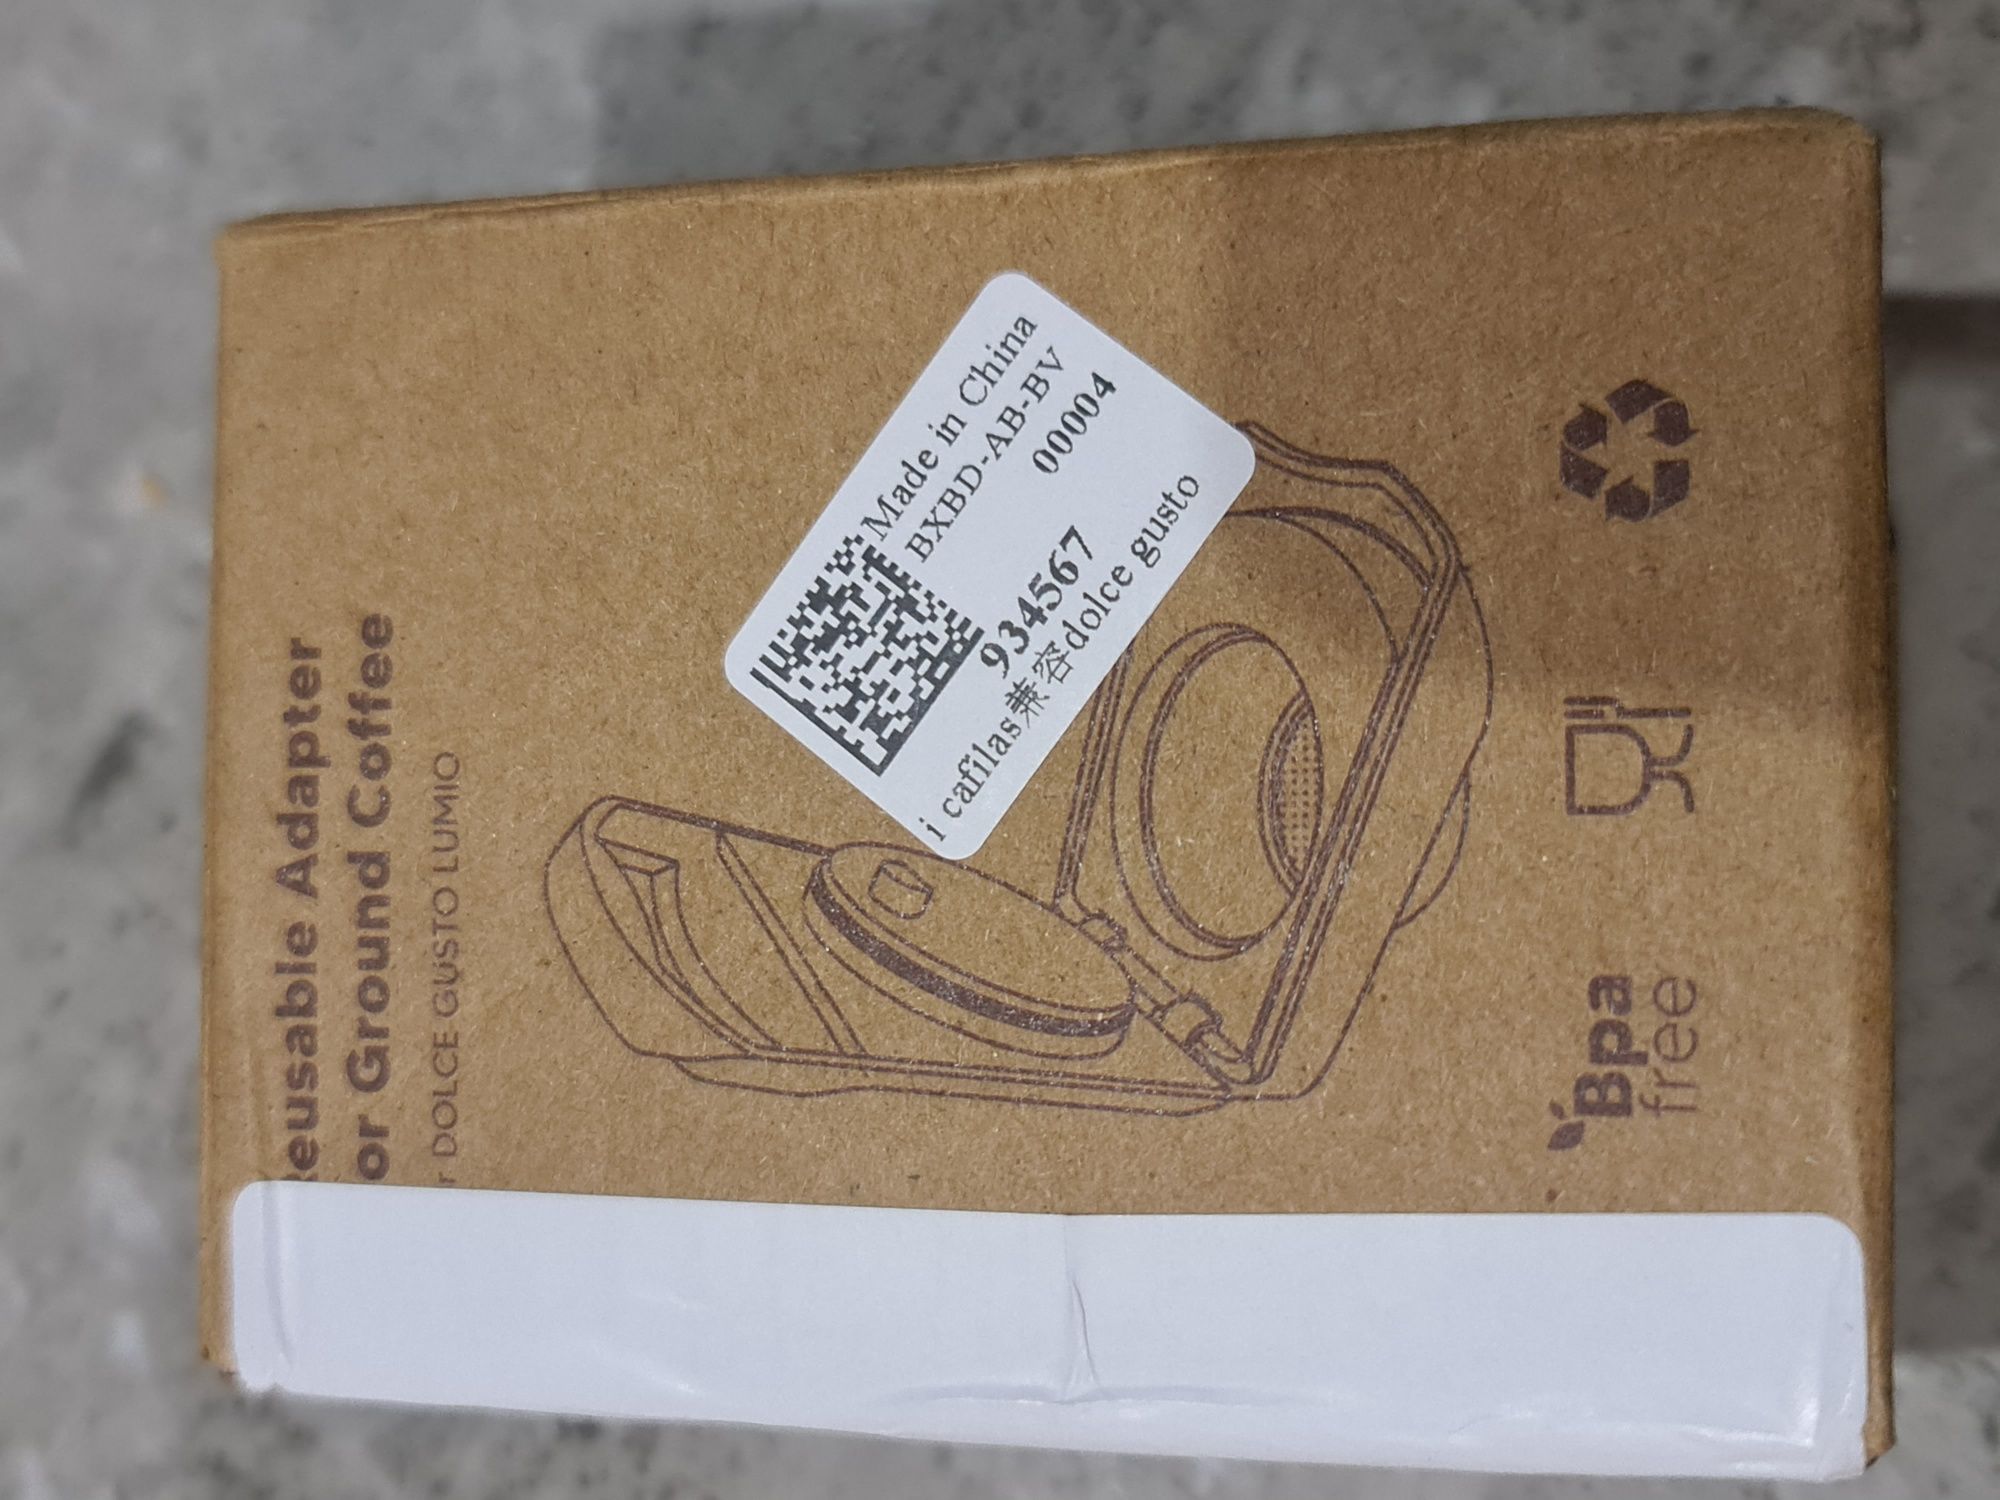 eusable Adapter
or Ground Coffee
r DOLCE GUSTO LUMIO
Made in China
BXBD-AB-BV
00004
934567
i cafilas兼容dolce gusto
Bpa
free